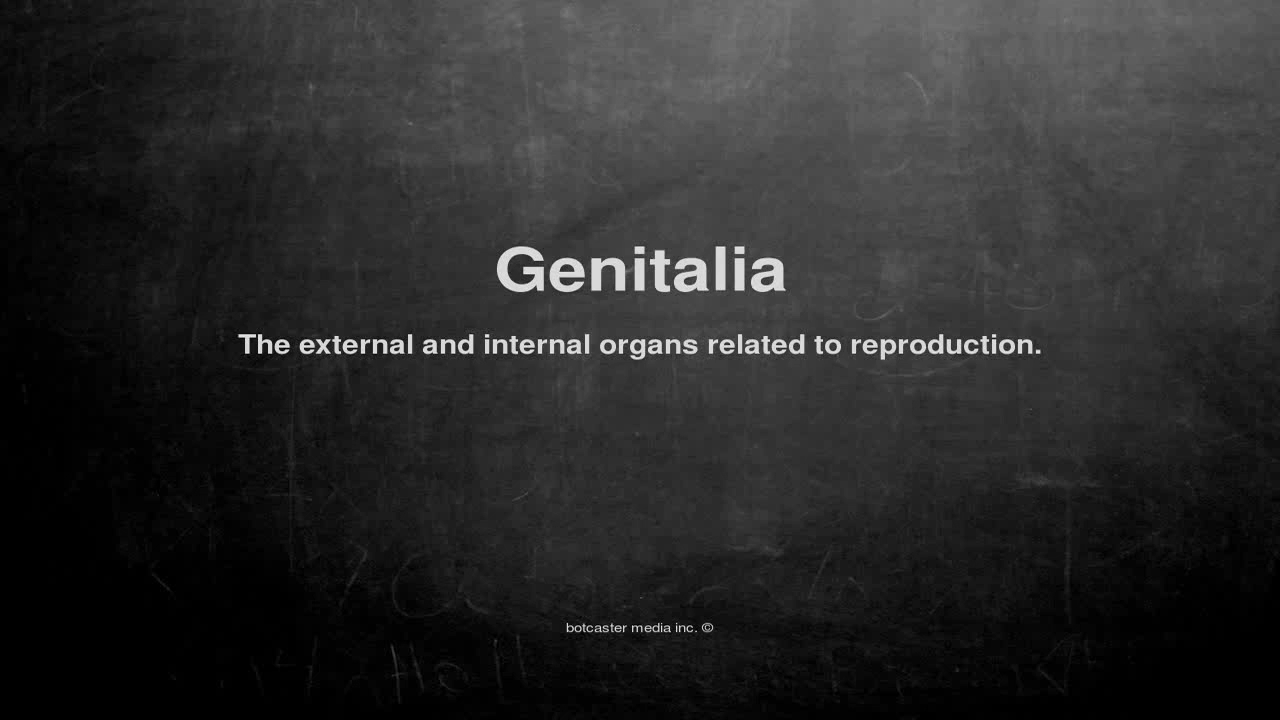 Genitalia
The external and internal organs related to reproduction.
botcaster media inc. ©